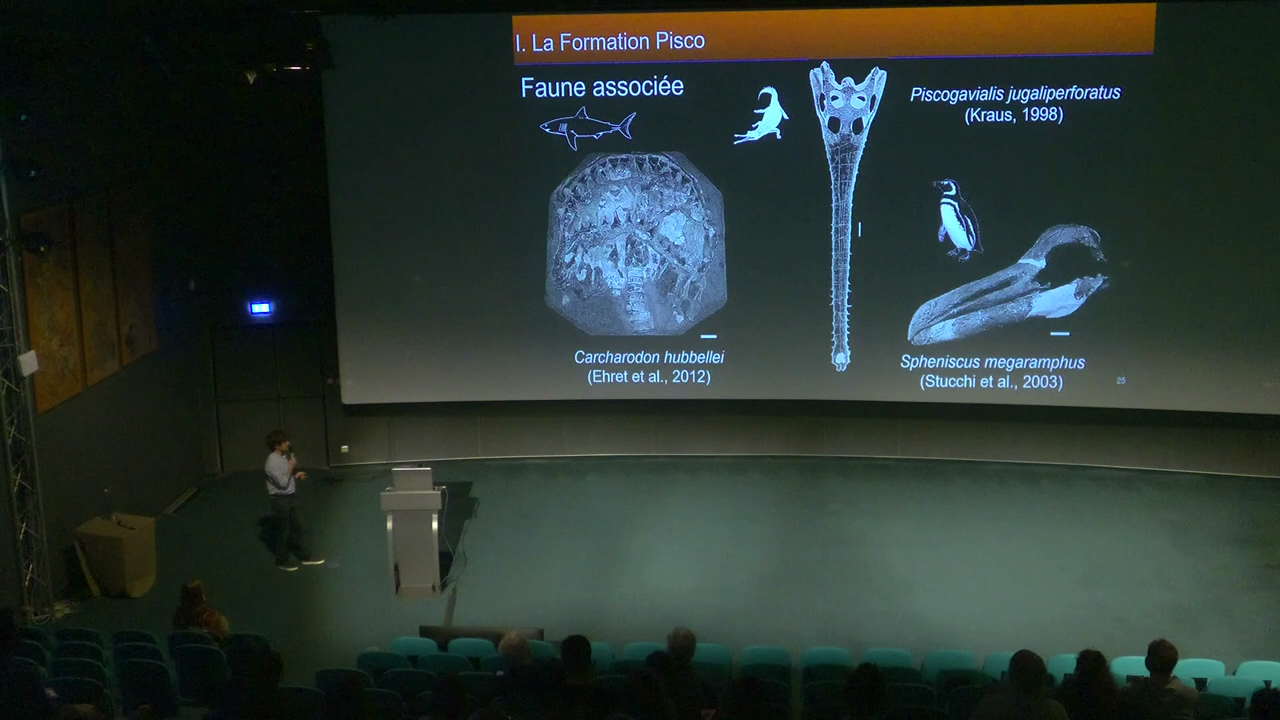 I. La Formation Pisco
Faune associée
Piscogavialis jugaliperforatus
(Kraus, 1998)
Carcharodon hubbellei
(Ehret et al., 2012)
Spheniscus megaramphus
(Stucchi et al., 2003)
25